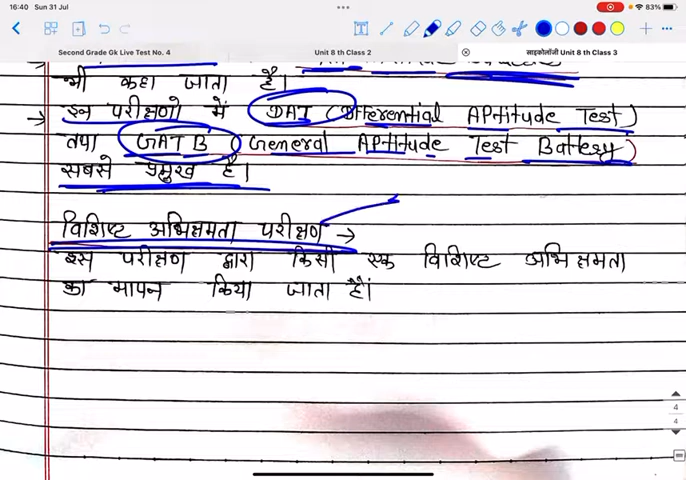 16:40 Sun 31 Jul
83%
Second Grade Gk Live Test No. 4
Unit 8 th Class 2
साइकोलॉजी Unit 8 th Class 3
भी कहा जाता है।
→ इन परीक्षणो में DAT (Differential APtitude Test)
तथा GATB (General APtitude Test Battery)
सबसे प्रमुख है।
विशिष्ट अभिक्षमता परीक्षण →
इस परीक्षण द्वारा किसी एक विशिष्ट अभिक्षमता
का मापन किया जाता हैं।
4
4